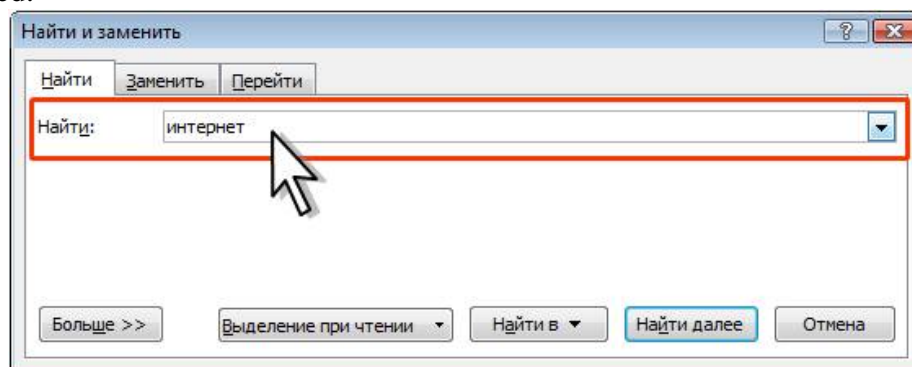 Найти и заменить
Найти Заменить Перейти
Найти: интернет
Больше >> Выделение при чтении Найти в Найти далее Отмена